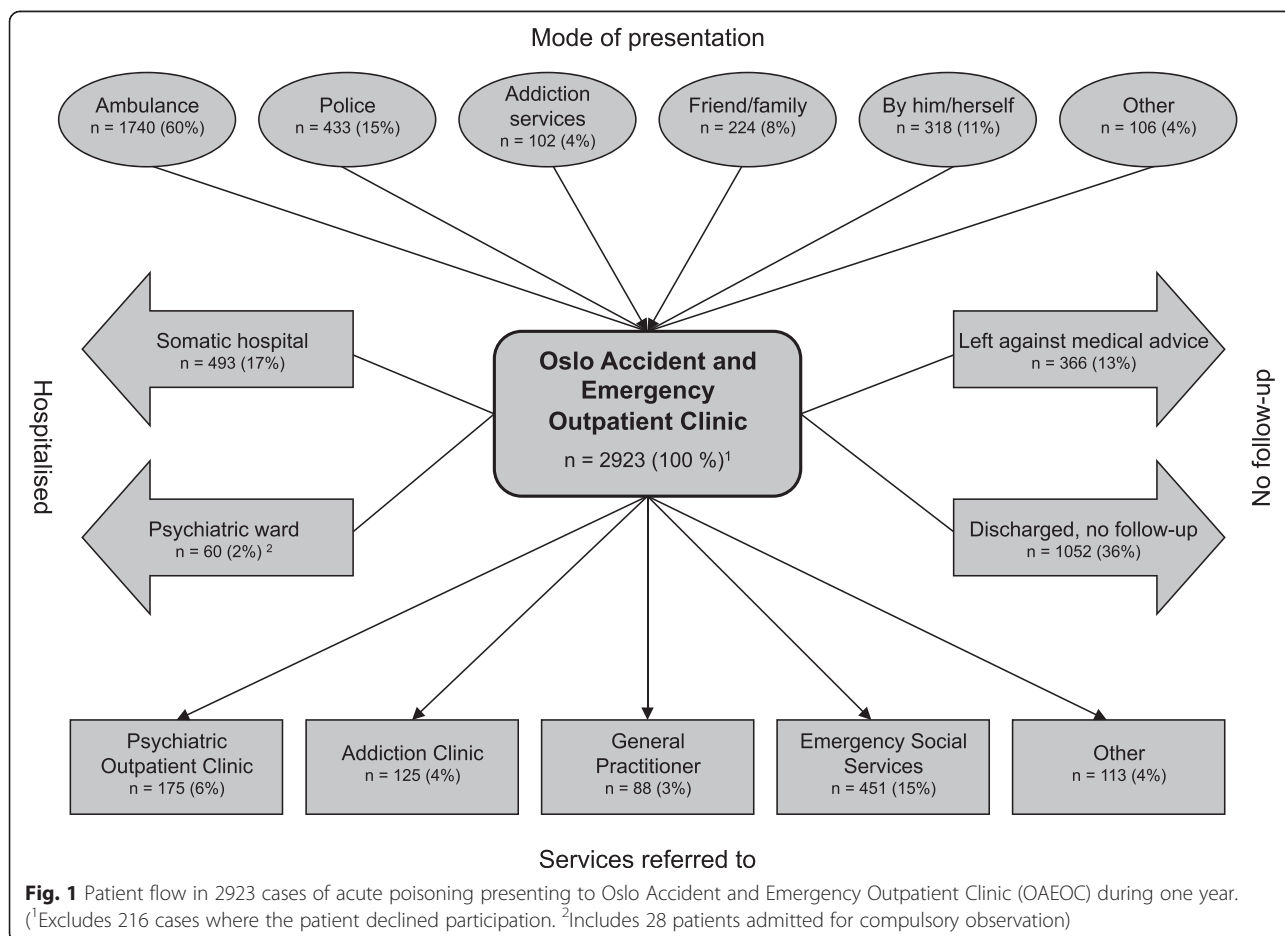 Mode of presentation
Ambulance
n = 1740 (60%)
Police
n = 433 (15%)
Addiction
services
n = 102 (4%)
Friend/family
n = 224 (8%)
By him/herself
n = 318 (11%)
Other
n = 106 (4%)
Hospitalised
Somatic hospital
n = 493 (17%)
Psychiatric ward
n = 60 (2%) ²
Oslo Accident and
Emergency
Outpatient Clinic
n = 2923 (100 %)¹
Left against medical advice
n = 366 (13%)
Discharged, no follow-up
n = 1052 (36%)
No follow-up
Psychiatric
Outpatient Clinic
n = 175 (6%)
Addiction Clinic
n = 125 (4%)
General
Practitioner
n = 88 (3%)
Emergency Social
Services
n = 451 (15%)
Other
n = 113 (4%)
Services referred to
Fig. 1 Patient flow in 2923 cases of acute poisoning presenting to Oslo Accident and Emergency Outpatient Clinic (OAEOC) during one year.
(¹Excludes 216 cases where the patient declined participation. ²Includes 28 patients admitted for compulsory observation)